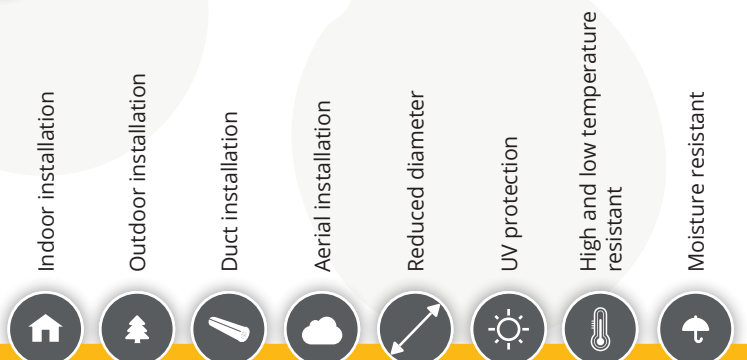 Indoor installation
Outdoor installation
Duct installation
Aerial installation
Reduced diameter
UV protection
High and low temperature
resistant
Moisture resistant